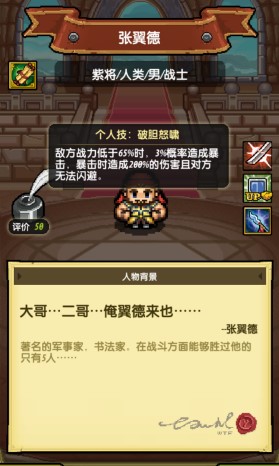 张翼德
紫将/人类/男/战士
个人技：破胆怒啸
敌方战力低于65%时，3%概率造成暴
击，暴击时造成200%的伤害且对方
无法闪避。
UP
评价 50
人物背景
大哥…二哥…俺翼德来也……
-张翼德
著名的军事家，书法家，在战斗方面能够胜过他的
只有5人……
WTF